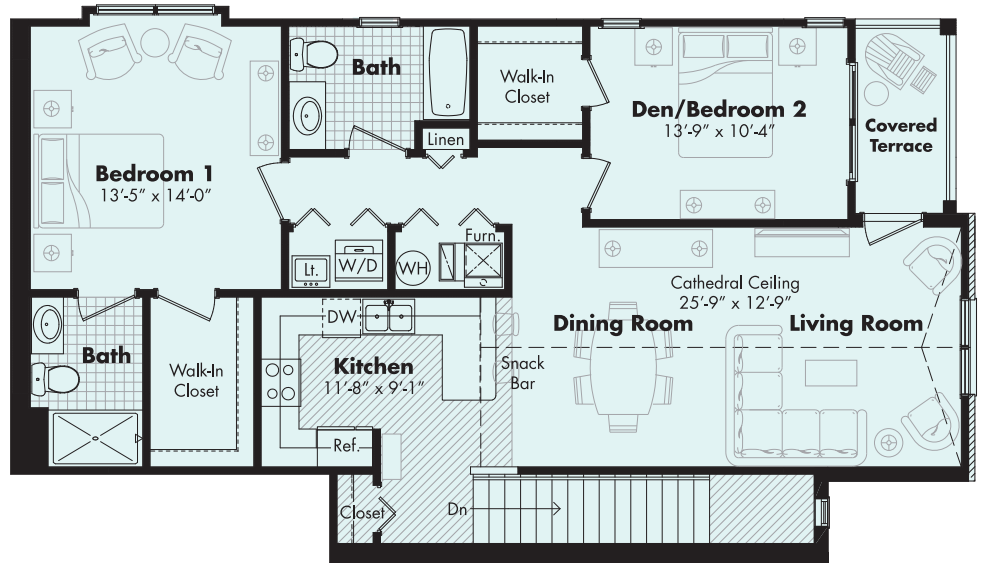 Bath
Walk-In
Closet
Den/Bedroom 2
13'-9" x 10'-4"
Covered
Terrace
Linen
Bedroom 1
13'-5" x 14'-0"
Furn.
Lt.
W/D
WH
Cathedral Ceiling
25'-9" x 12'-9"
Dining Room
Living Room
DW
Bath
Walk-In
Closet
Kitchen
11'-8" x 9'-1"
Snack
Bar
Ref.
Closet
Dn